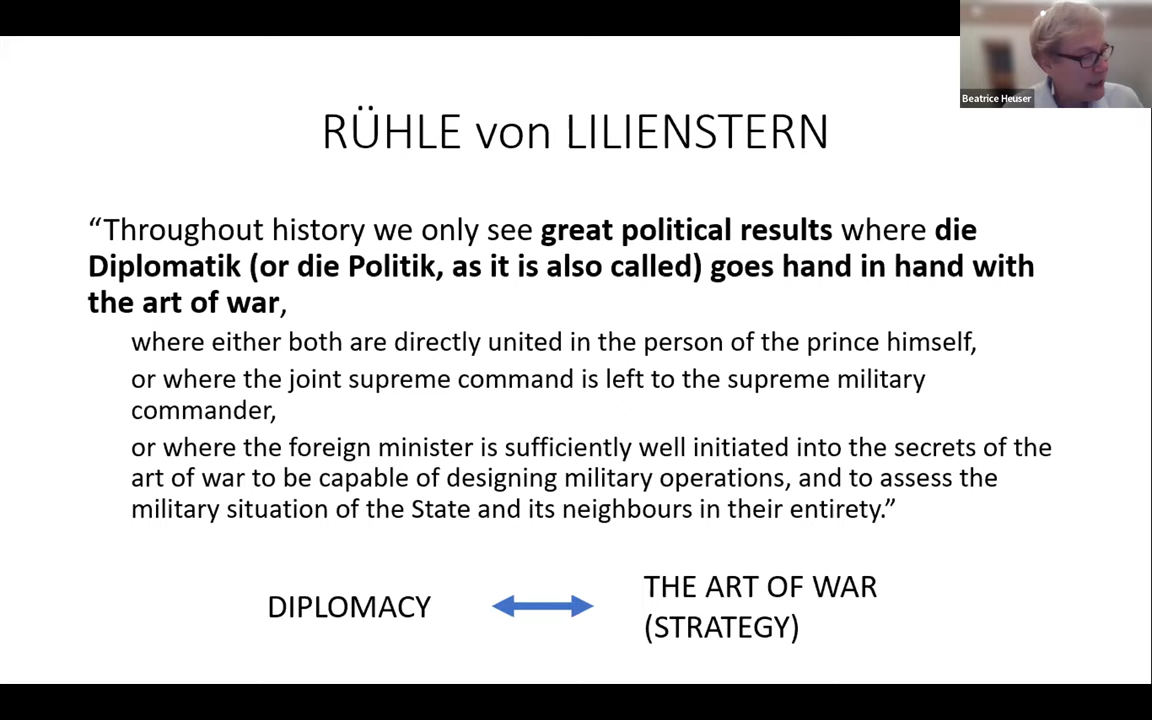 Beatrice Heuser
RÜHLE von LILIENSTERN
“Throughout history we only see great political results where die
Diplomatik (or die Politik, as it is also called) goes hand in hand with
the art of war,
where either both are directly united in the person of the prince himself,
or where the joint supreme command is left to the supreme military
commander,
or where the foreign minister is sufficiently well initiated into the secrets of the
art of war to be capable of designing military operations, and to assess the
military situation of the State and its neighbours in their entirety.”
DIPLOMACY
THE ART OF WAR
(STRATEGY)